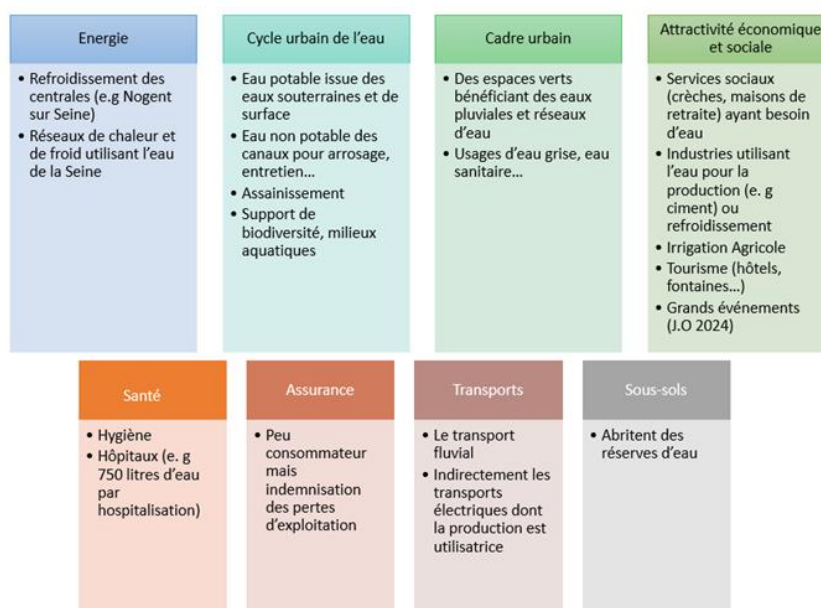 Energie
• Refroidissement des
centrales (e.g Nogent
sur Seine)
• Réseaux de chaleur et
de froid utilisant l'eau
de la Seine
Cycle urbain de l'eau
• Eau potable issue des
eaux souterraines et de
surface
• Eau non potable des
canaux pour arrosage,
entretien...
• Assainissement
• Support de
biodiversité, milieux
aquatiques
Cadre urbain
• Des espaces verts
bénéficiant des eaux
pluviales et réseaux
d'eau
• Usages d'eau grise, eau
sanitaire...
Attractivité économique
et sociale
• Services sociaux
(crèches, maisons de
retraite) ayant besoin
d'eau
• Industries utilisant
l'eau pour la
production (e. g
ciment) ou
refroidissement
• Irrigation Agricole
• Tourisme (hôtels,
fontaines...)
• Grands événements
(J.O 2024)
Santé
• Hygiène
• Hôpitaux (e. g
750 litres d'eau
par
hospitalisation)
Assurance
• Peu
consommateur
mais
indemnisation
des pertes
d'exploitation
Transports
• Le transport
fluvial
• Indirectement les
transports
électriques dont
la production est
utilisatrice
Sous-sols
• Abritent des
réserves d'eau